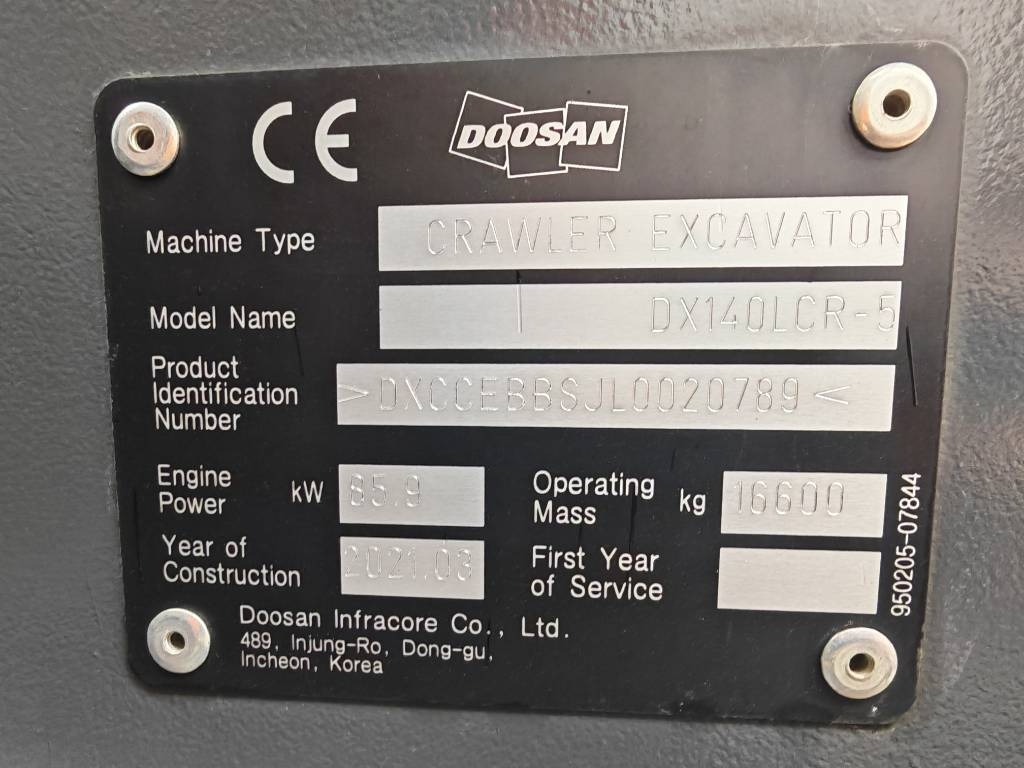 CE DOOSAN
Machine Type CRAWLER EXCAVATOR
Model Name DX140LCR-5
Product
Identification
Number >DXCCEBBSJL0020789<
Engine
Power kW 85.9
Operating
Mass kg 16600
Year of
Construction 2021.03
First Year
of Service
Doosan Infracore Co., Ltd.
489, Injung-Ro, Dong-gu,
Incheon, Korea
950205-07844